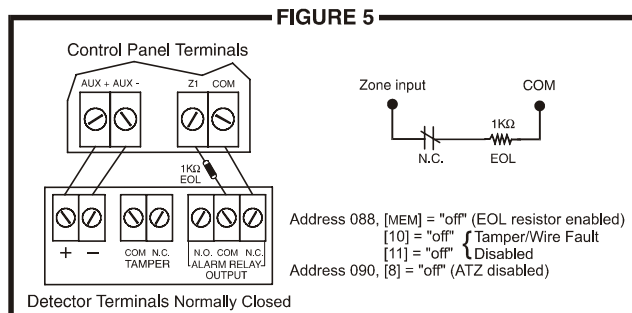 FIGURE 5
Control Panel Terminals
AUX + AUX - Z1 COM
1KΩ
EOL
+ − COM N.C. N.O. COM N.C.
TAMPER ALARM RELAY
OUTPUT
Detector Terminals Normally Closed
Zone input COM
1KΩ
N.C. EOL
Address 088, [MEM] = "off" (EOL resistor enabled)
[10] = "off" { Tamper/Wire Fault
[11] = "off" { Disabled
Address 090, [8] = "off" (ATZ disabled)